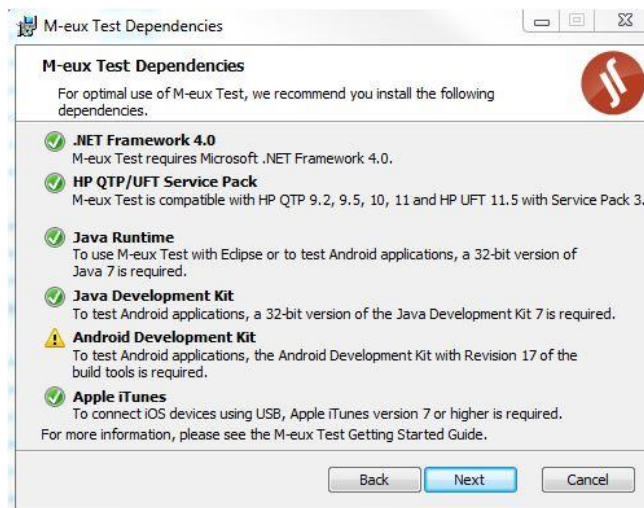 M-eux Test Dependencies
M-eux Test Dependencies
For optimal use of M-eux Test, we recommend you install the following
dependencies.
.NET Framework 4.0
M-eux Test requires Microsoft .NET Framework 4.0.
HP QTP/UFT Service Pack
M-eux Test is compatible with HP QTP 9.2, 9.5, 10, 11 and HP UFT 11.5 with Service Pack 3.
Java Runtime
To use M-eux Test with Eclipse or to test Android applications, a 32-bit version of
Java 7 is required.
Java Development Kit
To test Android applications, a 32-bit version of the Java Development Kit 7 is required.
Android Development Kit
To test Android applications, the Android Development Kit with Revision 17 of the
build tools is required.
Apple iTunes
To connect iOS devices using USB, Apple iTunes version 7 or higher is required.
For more information, please see the M-eux Test Getting Started Guide.
Back Next Cancel